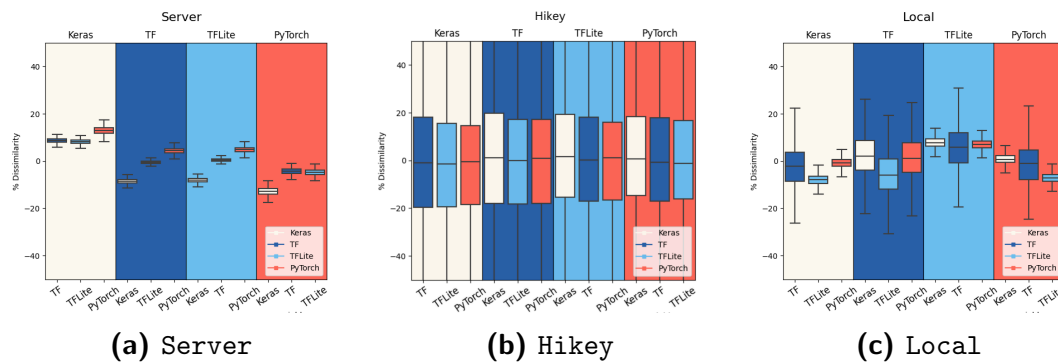 Server
Keras TF TFLite PyTorch
% Dissimilarity
40
20
0
−20
−40
Keras
TF
TFLite
PyTorch
TF TFLite PyTorch Keras TFLite PyTorch Keras TF PyTorch Keras TF TFLite
(a) Server
Hikey
Keras TF TFLite PyTorch
% Dissimilarity
40
20
0
−20
−40
Keras
TF
TFLite
PyTorch
TF TFLite PyTorch Keras TFLite PyTorch Keras TF PyTorch Keras TF TFLite
(b) Hikey
Local
Keras TF TFLite PyTorch
% Dissimilarity
40
20
0
−20
−40
Keras
TF
TFLite
PyTorch
TF TFLite PyTorch Keras TFLite PyTorch Keras TF PyTorch Keras TF TFLite
(c) Local